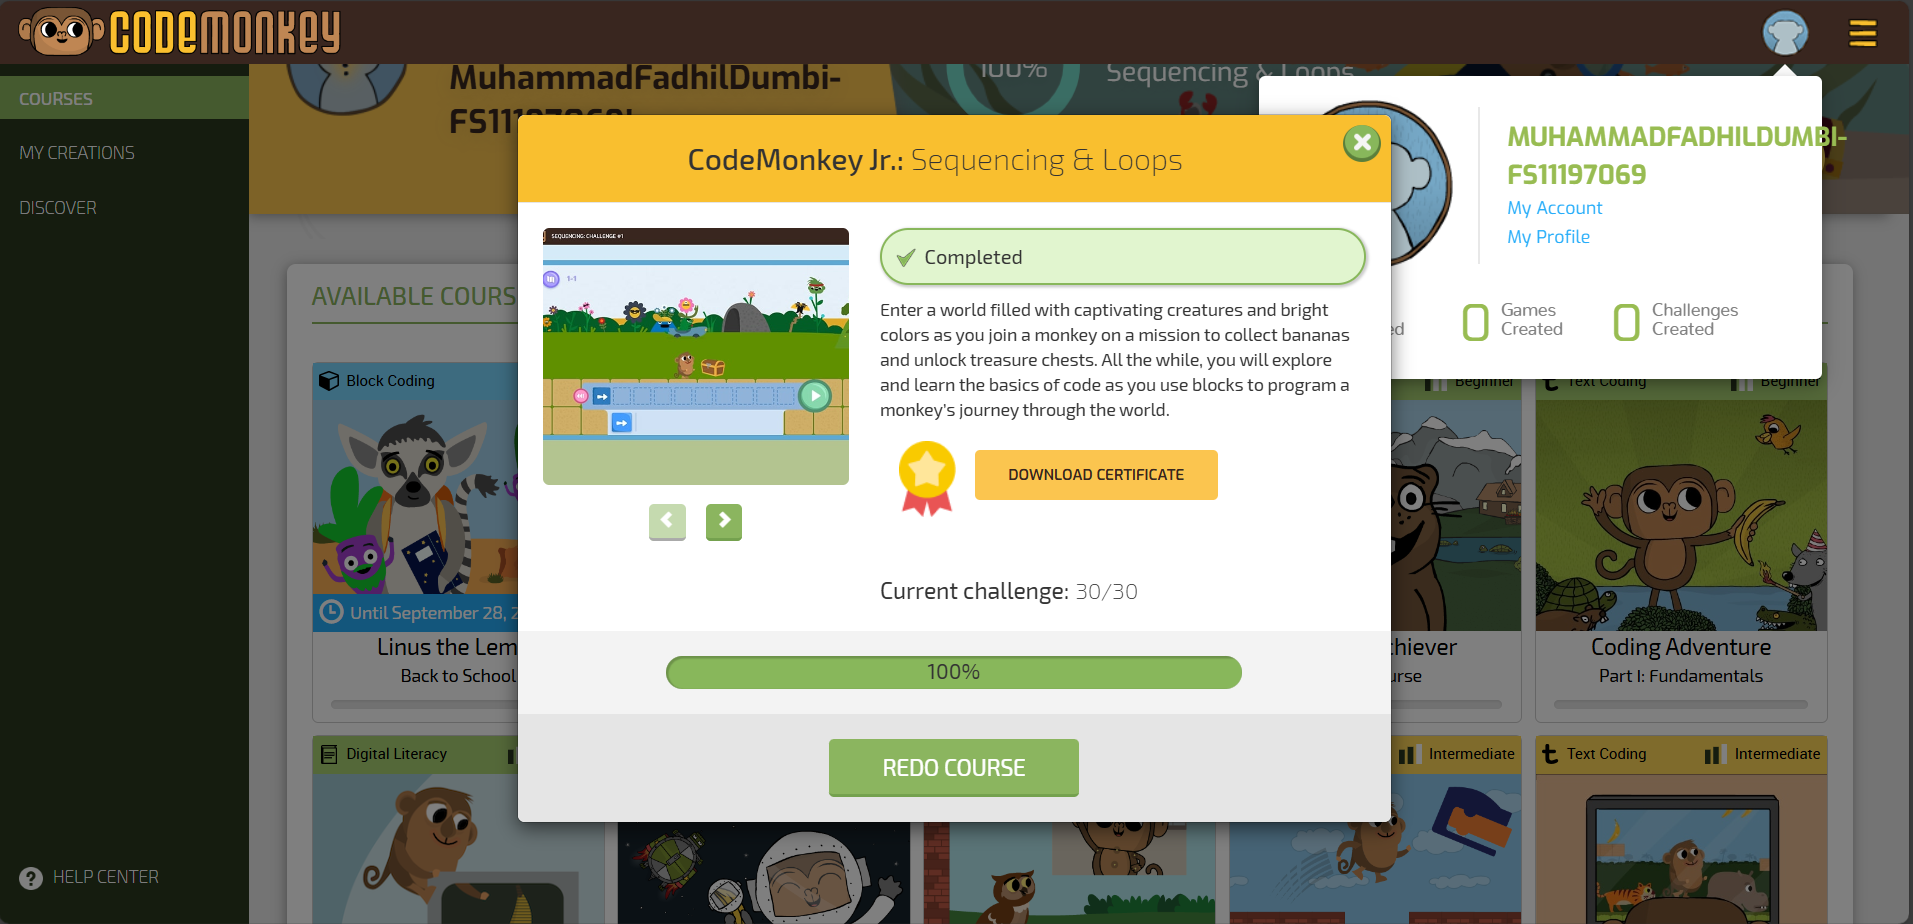 CODEMONKEY
COURSES
MY CREATIONS
DISCOVER
HELP CENTER
MuhammadFadhilDumbi-
FS11197069'
100%
Sequencing & Loops
MUHAMMADFADHILDUMBI-
FS11197069
My Account
My Profile
0 Games
Created
0 Challenges
Created
CodeMonkey Jr.: Sequencing & Loops
SEQUENCING: CHALLENGE #1
1-1
Completed
Enter a world filled with captivating creatures and bright
colors as you join a monkey on a mission to collect bananas
and unlock treasure chests. All the while, you will explore
and learn the basics of code as you use blocks to program a
monkey's journey through the world.
DOWNLOAD CERTIFICATE
Current challenge: 30/30
100%
REDO COURSE
AVAILABLE COURS
Block Coding
Until September 28, 2
Linus the Lem
Back to School
Beginner
hiever
urse
Text Coding
Beginner
Coding Adventure
Part I: Fundamentals
Digital Literacy
Intermediate
Text Coding
Intermediate